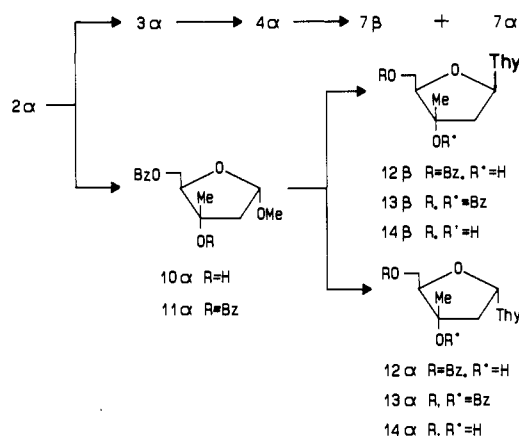 3α 4α 7β + 7α
2α
RO O Thy
Me
OR'
12β R=Bz, R'=H
13β R, R'=Bz
14β R, R'=H
BzO O
Me
OMe
OR
10α R=H
11α R=Bz
RO O
Me
Thy
OR'
12α R=Bz, R'=H
13α R, R'=Bz
14α R, R'=H